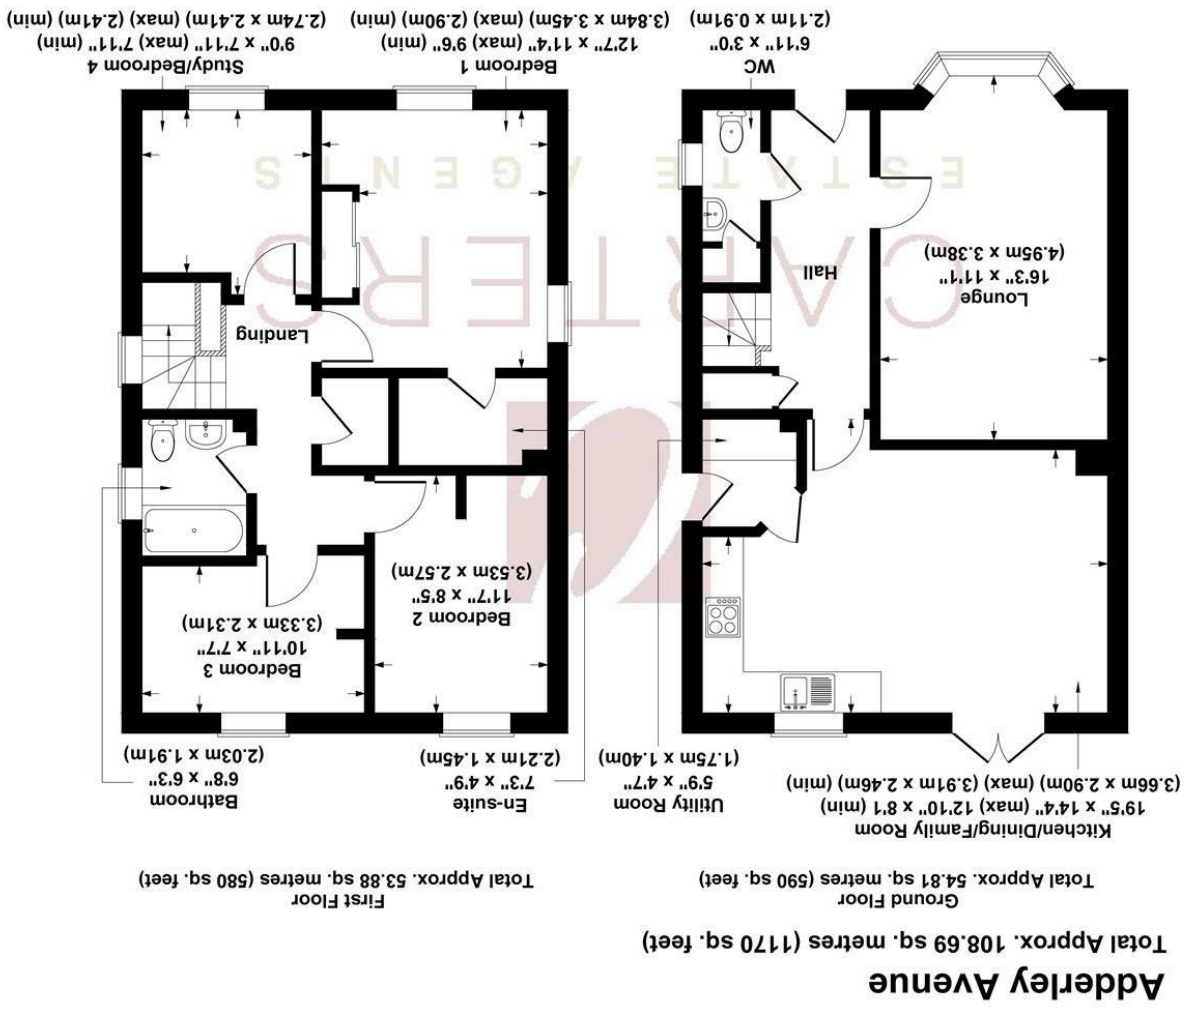 Adderley Avenue
Total Approx. 108.69 sq. metres (1170 sq. feet)
Ground Floor
Total Approx. 54.81 sq. metres (590 sq. feet)
Kitchen/Dining/Family Room
19'5" x 14'4" (max) 12'10" x 8'1 (min)
(3.66m x 2.90m) (max) (3.91m x 2.46m) (min)
Utility Room
5'9" x 4'7"
(1.75m x 1.40m)
Lounge
16'3" x 11'1"
(4.95m x 3.38m)
Hall
WC
6'11" x 3'0"
(2.11m x 0.91m)
First Floor
Total Approx. 53.88 sq. metres (580 sq. feet)
En-suite
7'3" x 4'9"
(2.21m x 1.45m)
Bathroom
6'8" x 6'3"
(2.03m x 1.91m)
Bedroom 2
11'7" x 8'5"
(3.53m x 2.57m)
Bedroom 3
10'11" x 7'7"
(3.33m x 2.31m)
Landing
Bedroom 1
12'7" x 11'4 (max) 9'6" (min)
(3.84m x 3.45m) (max) (2.90m) (min)
Study/Bedroom 4
9'0" x 7'11" (max) 7'11" (min)
(2.74m x 2.41m) (max) (2.41m) (min)
CARTERS
ESTATE AGENTS